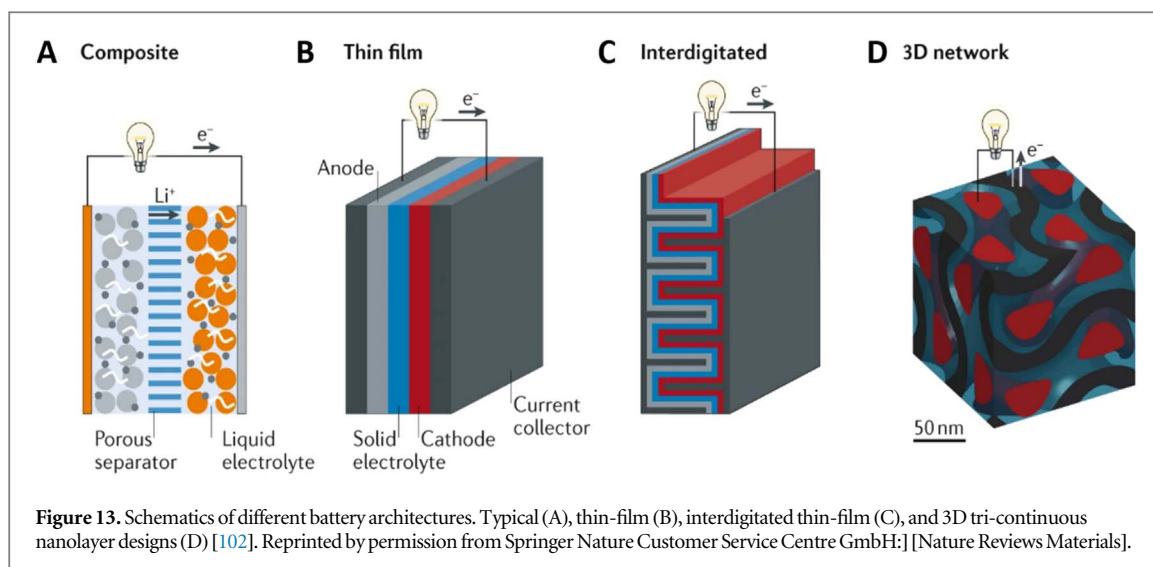 A Composite
B Thin film
C Interdigitated
D 3D network
e⁻
e⁻
e⁻
e⁻
Anode
Li⁺
Porous
separator
Liquid
electrolyte
Solid
electrolyte
Cathode
Current
collector
50 nm
Figure 13. Schematics of different battery architectures. Typical (A), thin-film (B), interdigitated thin-film (C), and 3D tri-continuous
nanolayer designs (D) [102]. Reprinted by permission from Springer Nature Customer Service Centre GmbH:] [Nature Reviews Materials].